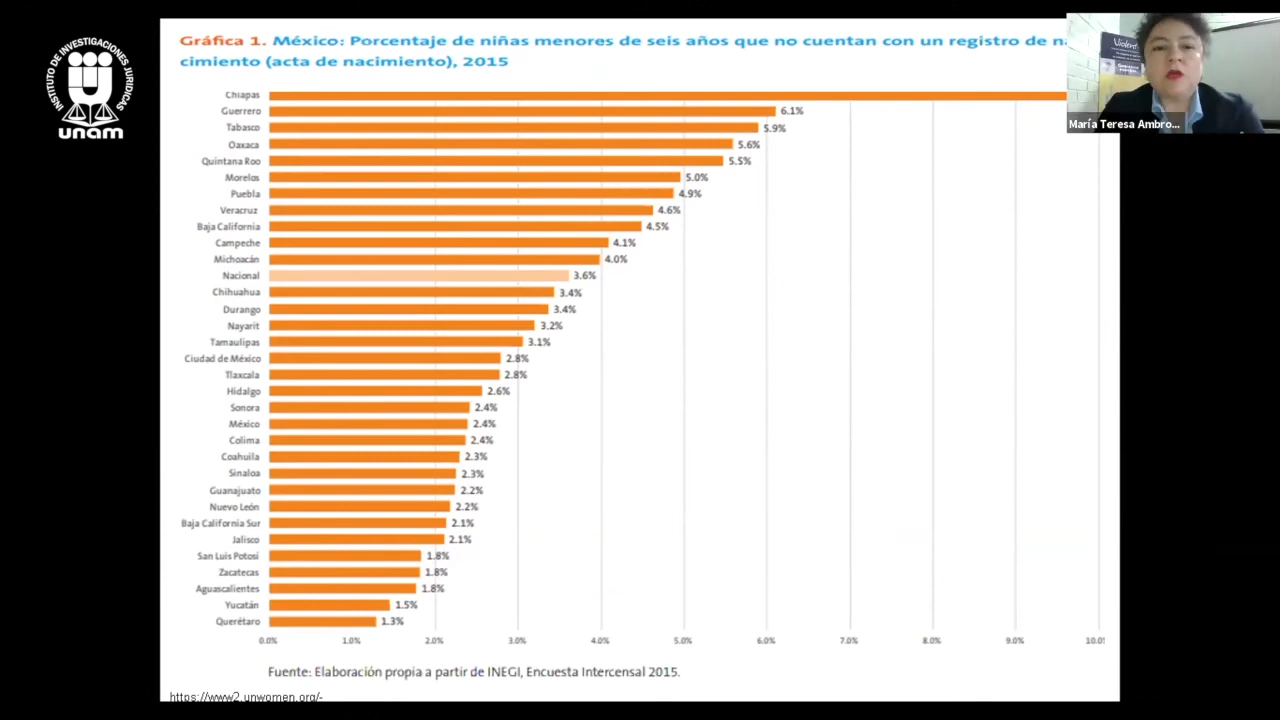 INSTITUTO DE INVESTIGACIONES JURIDICAS
unam
Gráfica 1. México: Porcentaje de niñas menores de seis años que no cuentan con un registro de na
cimiento (acta de nacimiento), 2015
María Teresa Ambro...
Chiapas
Guerrero 6.1%
Tabasco 5.9%
Oaxaca 5.6%
Quintana Roo 5.5%
Morelos 5.0%
Puebla 4.9%
Veracruz 4.6%
Baja California 4.5%
Campeche 4.1%
Michoacán 4.0%
Nacional 3.6%
Chihuahua 3.4%
Durango 3.4%
Nayarit 3.2%
Tamaulipas 3.1%
Ciudad de México 2.8%
Tlaxcala 2.8%
Hidalgo 2.6%
Sonora 2.4%
México 2.4%
Colima 2.4%
Coahuila 2.3%
Sinaloa 2.3%
Guanajuato 2.2%
Nuevo León 2.2%
Baja California Sur 2.1%
Jalisco 2.1%
San Luis Potosí 1.8%
Zacatecas 1.8%
Aguascalientes 1.8%
Yucatán 1.5%
Querétaro 1.3%
0.0% 1.0% 2.0% 3.0% 4.0% 5.0% 6.0% 7.0% 8.0% 9.0% 10.0%
Fuente: Elaboración propia a partir de INEGI, Encuesta Intercensal 2015.
https://www2.unwomen.org/-